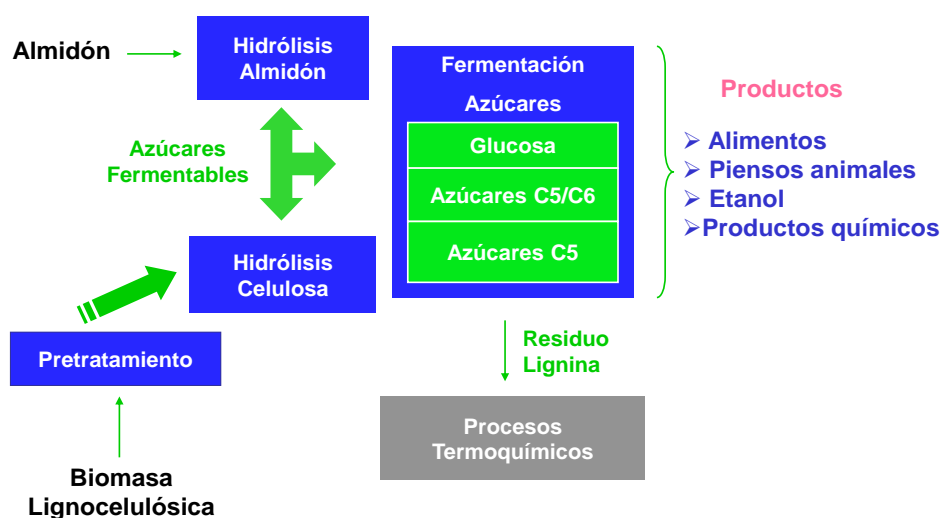 Almidón
Hidrólisis
Almidón
Azúcares
Fermentables
Hidrólisis
Celulosa
Pretratamiento
Biomasa
Lignocelulósica
Fermentación
Azúcares
Glucosa
Azúcares C5/C6
Azúcares C5
Residuo
Lignina
Procesos
Termoquímicos
Productos
➢ Alimentos
➢ Piensos animales
➢ Etanol
➢Productos químicos